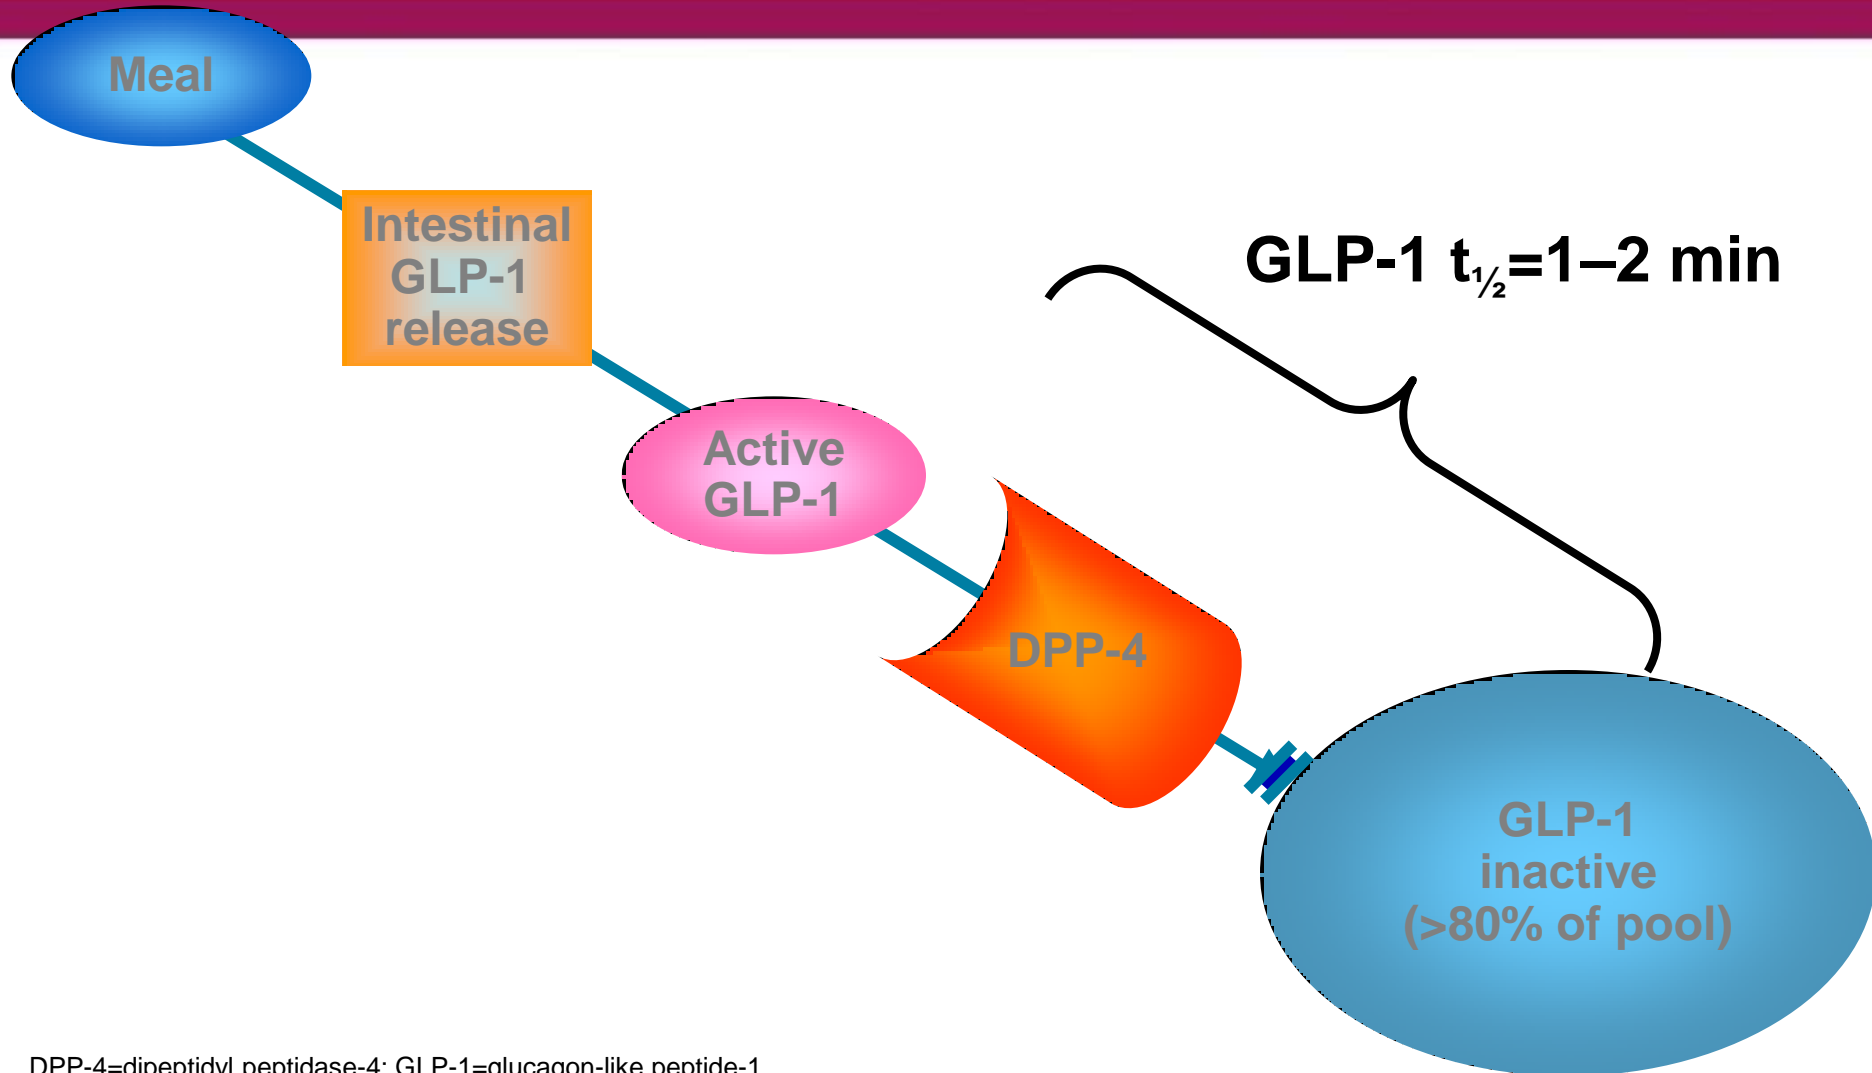 Meal
Intestinal
GLP-1
release
GLP-1 t½=1–2 min
Active
GLP-1
DPP-4
GLP-1
inactive
(>80% of pool)
DPP-4=dipeptidyl peptidase-4; GLP-1=glucagon-like peptide-1